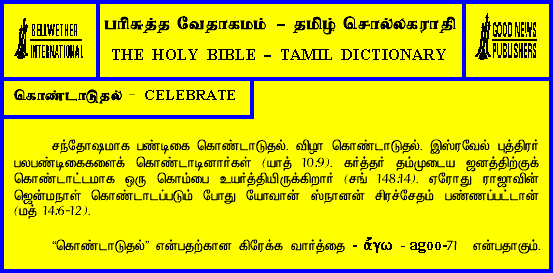 BELLWETHER
INTERNATIONAL
பரிசுத்த வேதாகமம் – தமிழ் சொல்லகராதி
THE HOLY BIBLE – TAMIL DICTIONARY
GOOD NEWS
PUBLISHERS
கொண்டாடுதல் - CELEBRATE
சந்தோஷமாக பண்டிகை கொண்டாடுதல். விழா கொண்டாடுதல். இஸ்ரவேல் புத்திரர்
பலபண்டிகைகளைக் கொண்டாடினார்கள் (யாத் 10:9). கர்த்தர் தம்முடைய ஜனத்திற்குக்
கொண்டாட்டமாக ஒரு கொம்பை உயர்த்தியிருக்கிறார் (சங் 148:14). ஏரோது ராஜாவின்
ஜென்மநாள் கொண்டாடப்படும் போது யோவான் ஸ்நானன் சிரச்சேதம் பண்ணப்பட்டான்
(மத் 14:6-12).
“கொண்டாடுதல்” என்பதற்கான கிரேக்க வார்த்தை - ἄγω - agoo-71 என்பதாகும்.